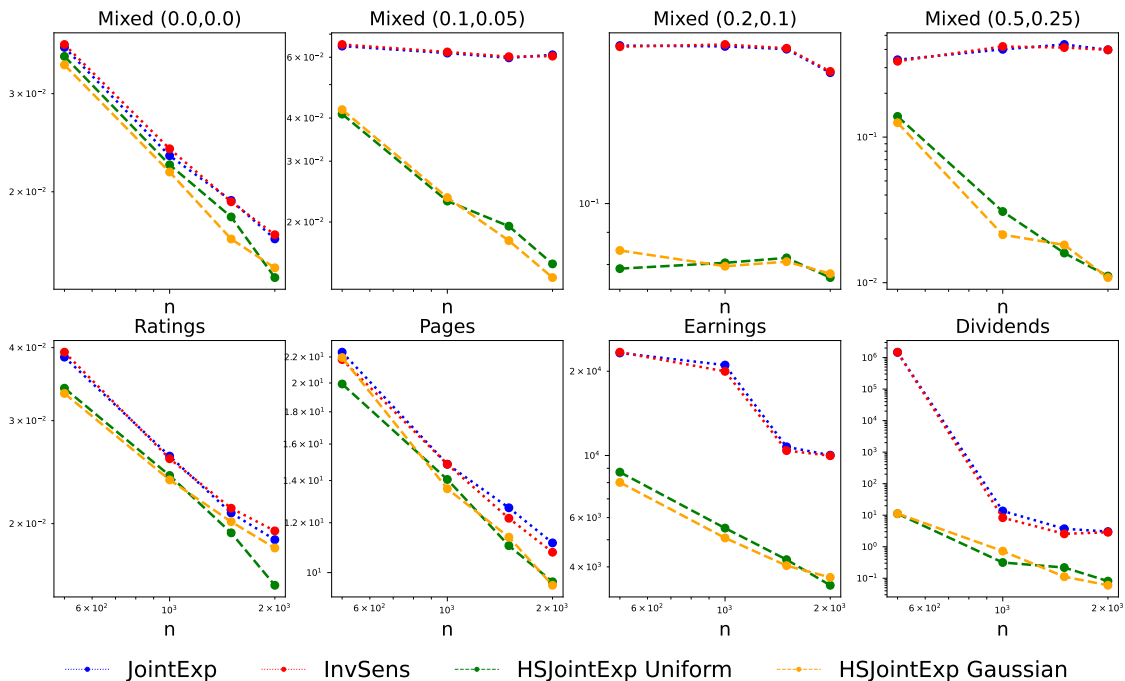 Mixed (0.0,0.0)
Mixed (0.1,0.05)
Mixed (0.2,0.1)
Mixed (0.5,0.25)
3 × 10⁻²
2 × 10⁻²
6 × 10⁻²
4 × 10⁻²
3 × 10⁻²
2 × 10⁻²
10⁻¹
10⁻¹
10⁻²
n
n
n
n
Ratings
Pages
Earnings
Dividends
4 × 10⁻²
3 × 10⁻²
2 × 10⁻²
2.2 × 10¹
2 × 10¹
1.8 × 10¹
1.6 × 10¹
1.4 × 10¹
1.2 × 10¹
10¹
2 × 10⁴
10⁴
6 × 10³
4 × 10³
10⁶
10⁵
10⁴
10³
10²
10¹
10⁰
10⁻¹
6 × 10²
10³
2 × 10³
6 × 10²
10³
2 × 10³
6 × 10²
10³
2 × 10³
6 × 10²
10³
2 × 10³
n
n
n
n
JointExp
InvSens
HSJointExp Uniform
HSJointExp Gaussian